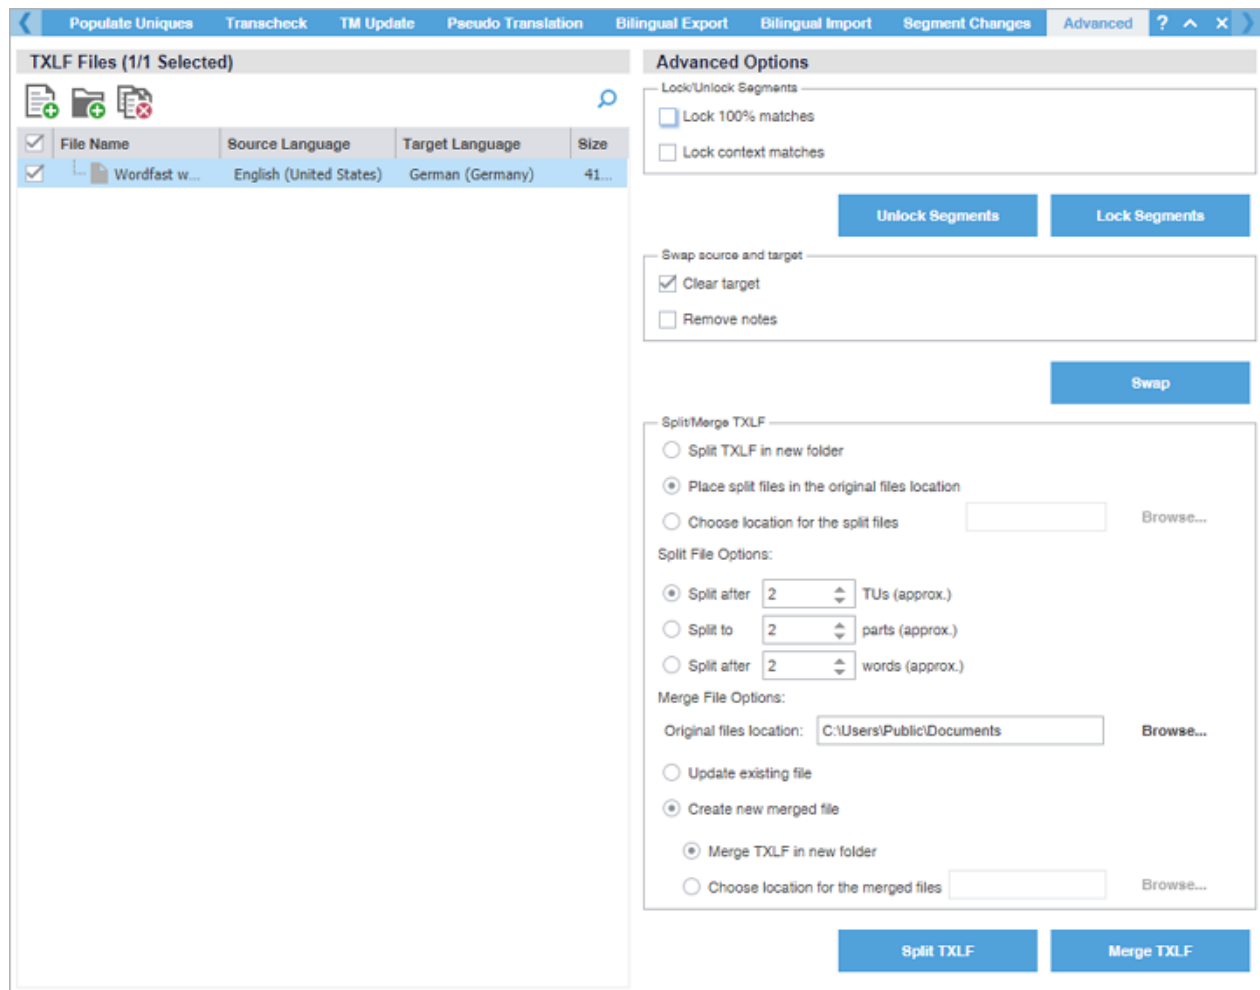 Populate Uniques Transcheck TM Update Pseudo Translation Bilingual Export Bilingual Import Segment Changes Advanced ?
TXLF Files (1/1 Selected)
File Name Source Language Target Language Size
Wordfast w... English (United States) German (Germany) 41...
Advanced Options
Lock/Unlock Segments
Lock 100% matches
Lock context matches
Unlock Segments Lock Segments
Swap source and target
Clear target
Remove notes
Swap
Split/Merge TXLF
Split TXLF in new folder
Place split files in the original files location
Choose location for the split files Browse...
Split File Options:
Split after 2 TUs (approx.)
Split to 2 parts (approx.)
Split after 2 words (approx.)
Merge File Options:
Original files location: C:\Users\Public\Documents Browse...
Update existing file
Create new merged file
Merge TXLF in new folder
Choose location for the merged files Browse...
Split TXLF Merge TXLF